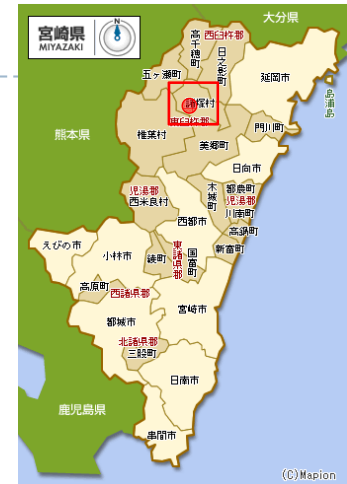 宮崎県
MIYAZAKI
N
大分県
西臼杵郡
高千穂町
日之影町
五ヶ瀬町
延岡市
島浦島
諸塚村
東臼杵郡
門川町
熊本県
椎葉村
美郷町
日向市
児湯郡
西米良村
木城町
都農町
児湯郡
川南町
西都市
高鍋町
えびの市
小林市
綾町
東諸県郡
国富町
新富町
高原町
西諸県郡
宮崎市
都城市
北諸県郡
三股町
日南市
鹿児島県
串間市
(C)Mapion